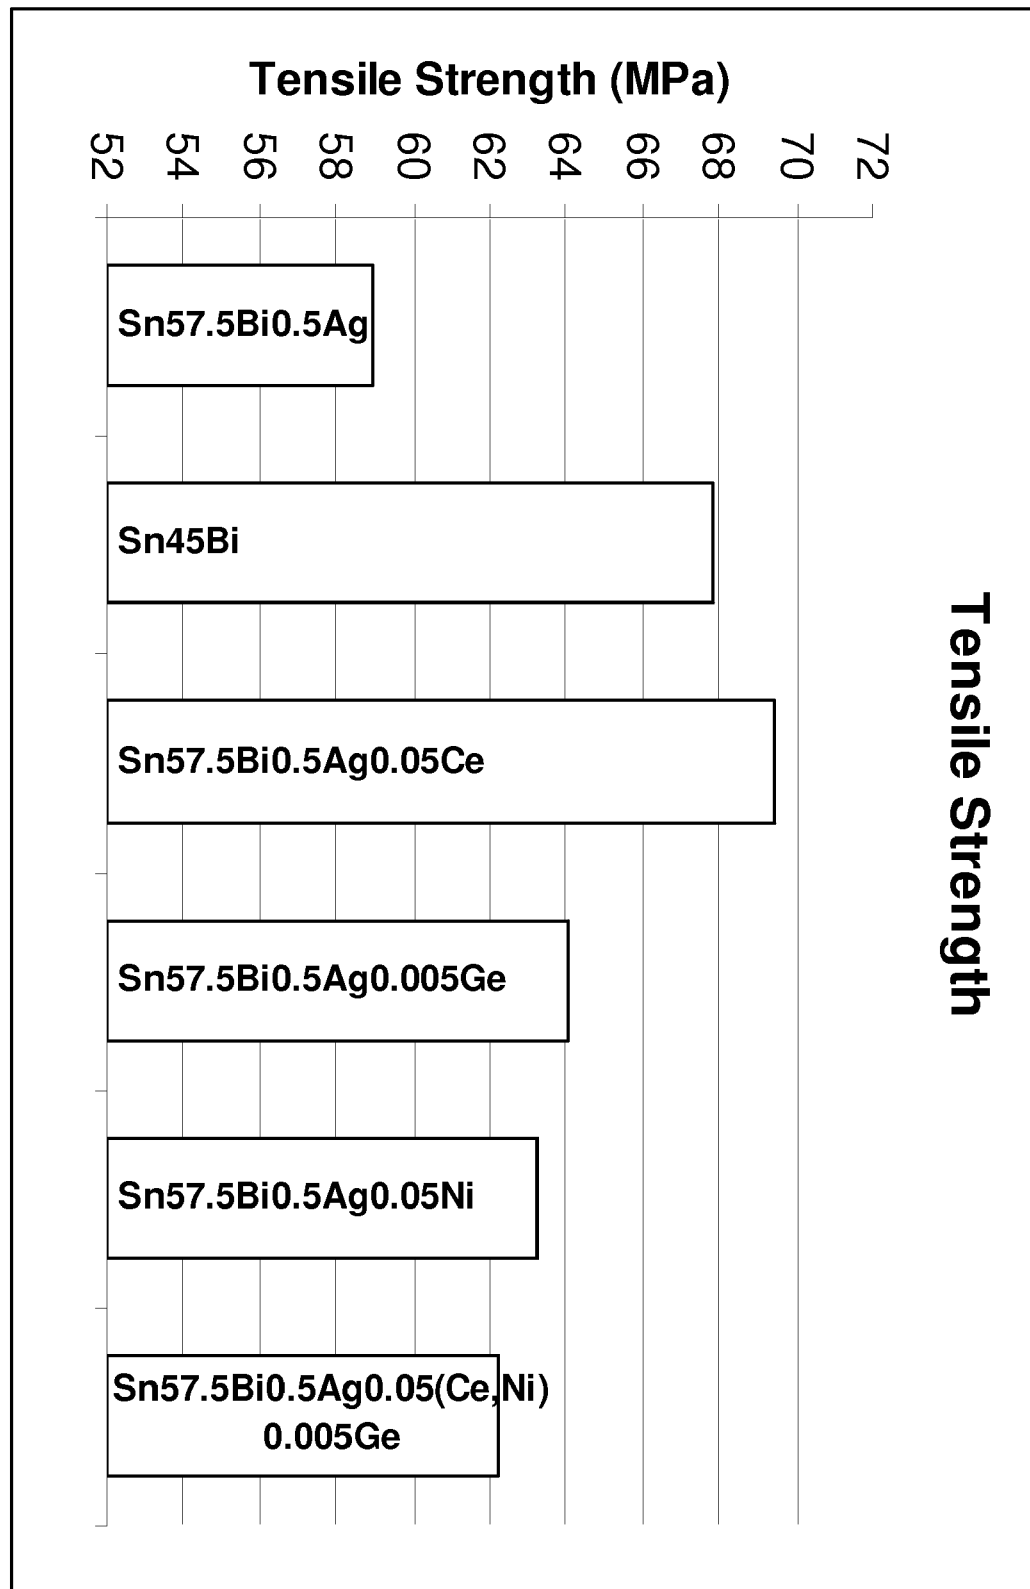 Tensile Strength
Tensile Strength (MPa)
52
54
56
58
60
62
64
66
68
70
72
Sn57.5Bi0.5Ag
Sn45Bi
Sn57.5Bi0.5Ag0.05Ce
Sn57.5Bi0.5Ag0.005Ge
Sn57.5Bi0.5Ag0.05Ni
Sn57.5Bi0.5Ag0.05(Ce,Ni)
0.005Ge